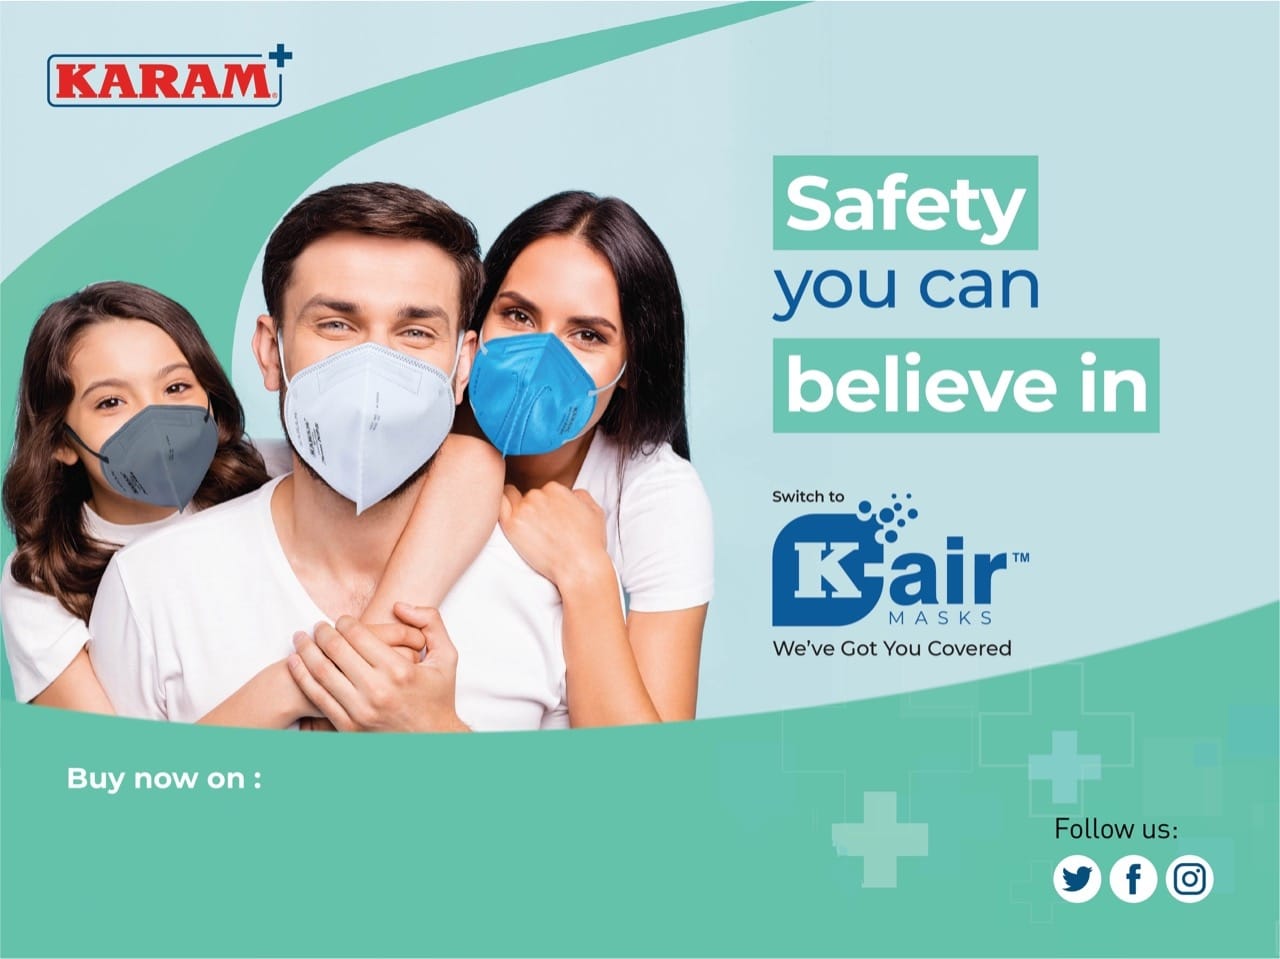 KARAM+
Safety
you can
believe in
Switch to
K-air™
MASKS
We've Got You Covered
Buy now on :
Follow us: